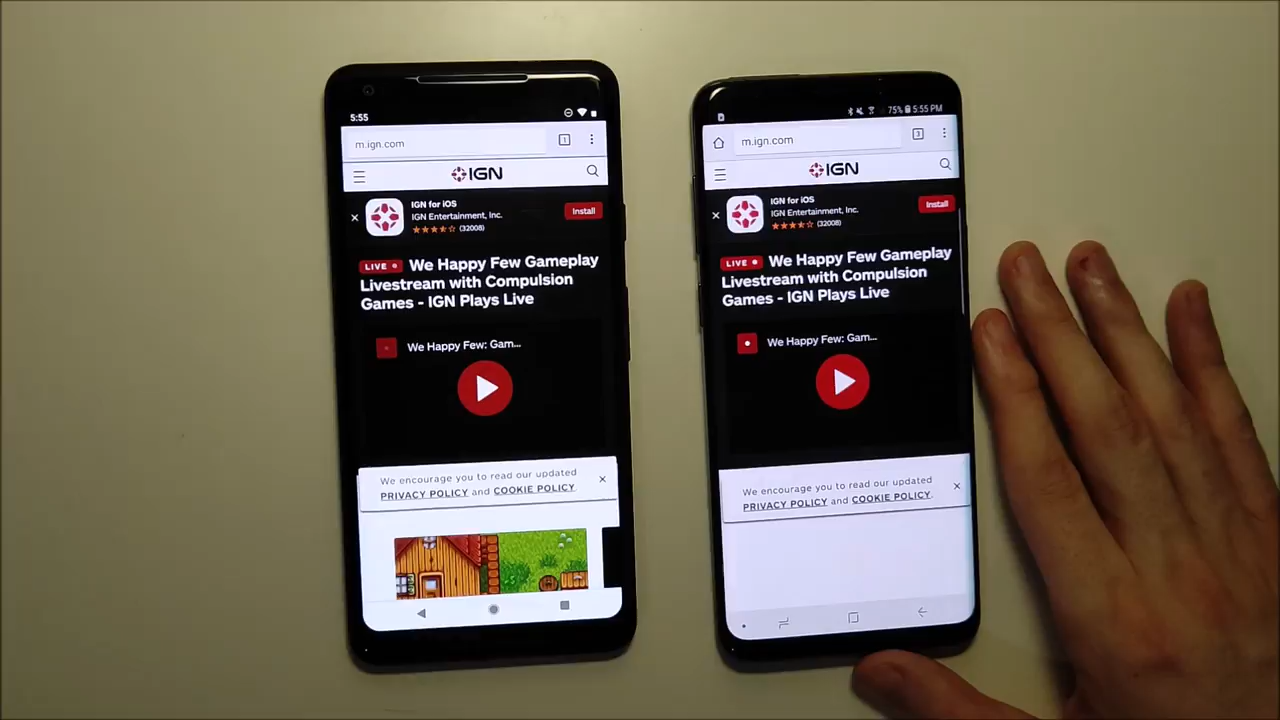 5:55
m.ign.com
1
IGN
IGN for iOS
IGN Entertainment, Inc.
(32008)
Install
LIVE We Happy Few Gameplay
Livestream with Compulsion
Games - IGN Plays Live
We Happy Few: Gam...
We encourage you to read our updated
PRIVACY POLICY and COOKIE POLICY.
75% 5:55 PM
m.ign.com
3
IGN
IGN for iOS
IGN Entertainment, Inc.
(32008)
Install
LIVE We Happy Few Gameplay
Livestream with Compulsion
Games - IGN Plays Live
We Happy Few: Gam...
We encourage you to read our updated
PRIVACY POLICY and COOKIE POLICY.